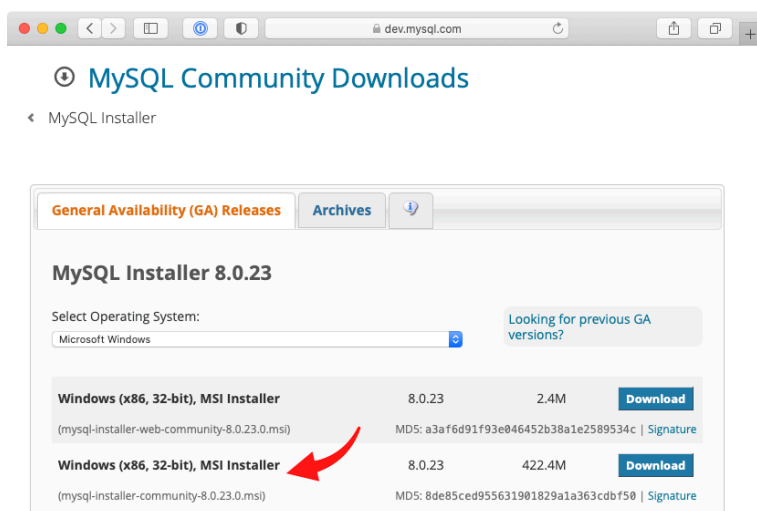 dev.mysql.com
MySQL Community Downloads
MySQL Installer
General Availability (GA) Releases
Archives
MySQL Installer 8.0.23
Select Operating System:
Looking for previous GA
versions?
Microsoft Windows
Windows (x86, 32-bit), MSI Installer 8.0.23 2.4M Download
(mysql-installer-web-community-8.0.23.0.msi) MD5: a3af6d91f93e046452b38a1e2589534c | Signature
Windows (x86, 32-bit), MSI Installer 8.0.23 422.4M Download
(mysql-installer-community-8.0.23.0.msi) MD5: 8de85ced955631901829a1a363cdbf50 | Signature